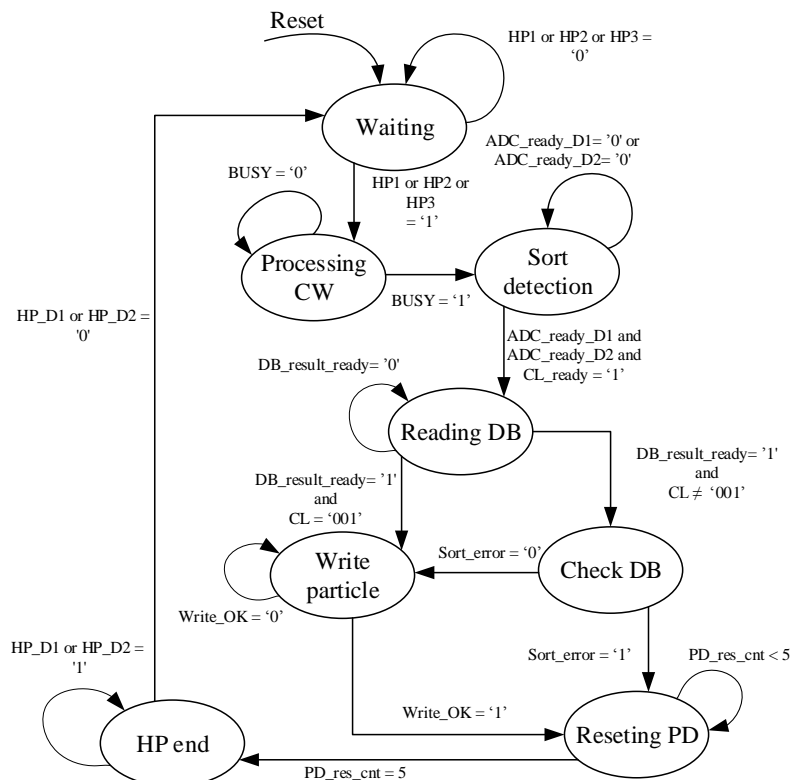 Reset
HP1 or HP2 or HP3 =
‘0’
Waiting
ADC_ready_D1= '0' or
ADC_ready_D2= '0'
BUSY = ‘0’
HP1 or HP2 or
HP3
= ‘1’
Processing
CW
Sort
detection
BUSY = ‘1’
HP_D1 or HP_D2 =
'0'
ADC_ready_D1 and
ADC_ready_D2 and
CL_ready = ‘1’
DB_result_ready= '0'
Reading DB
DB_result_ready= '1'
and
CL = ‘001’
DB_result_ready= '1'
and
CL ≠ ‘001’
Write
particle
Sort_error = ‘0’
Check DB
Write_OK = ‘0’
HP_D1 or HP_D2 =
'1'
Sort_error = ‘1’
PD_res_cnt < 5
Write_OK = ‘1’
Reseting PD
HP end
PD_res_cnt = 5